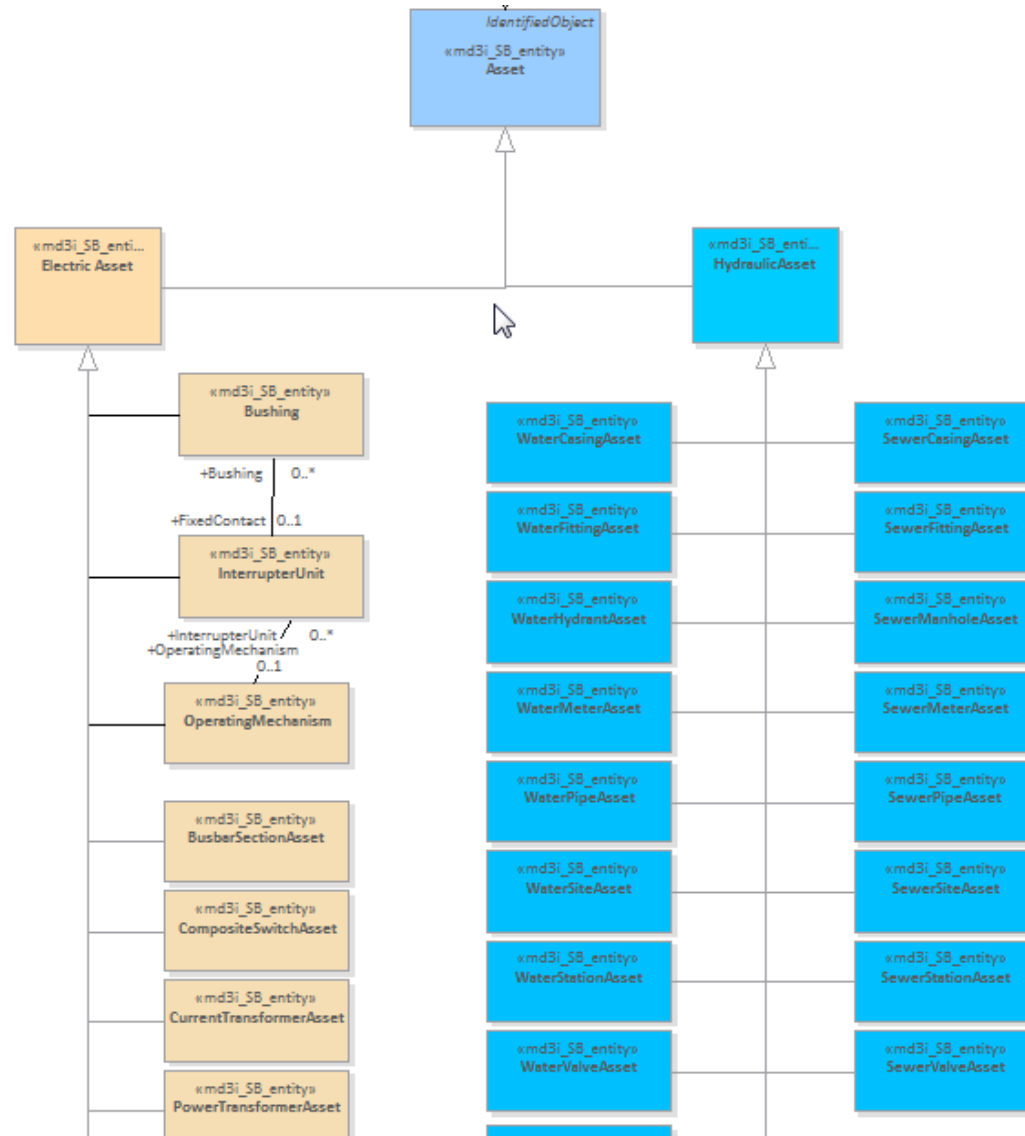 IdentifiedObject
«md3i_SB_entity»
Asset
«md3i_SB_enti...
Electric Asset
«md3i_SB_enti...
HydraulicAsset
«md3i_SB_entity»
Bushing
+Bushing 0..*
+FixedContact 0..1
«md3i_SB_entity»
InterrupterUnit
+InterrupterUnit 0..*
+OperatingMechanism
0..1
«md3i_SB_entity»
OperatingMechanism
«md3i_SB_entity»
BusbarSectionAsset
«md3i_SB_entity»
CompositeSwitchAsset
«md3i_SB_entity»
CurrentTransformerAsset
«md3i_SB_entity»
PowerTransformerAsset
«md3i_SB_entity»
WaterCasingAsset
«md3i_SB_entity»
WaterFittingAsset
«md3i_SB_entity»
WaterHydrantAsset
«md3i_SB_entity»
WaterMeterAsset
«md3i_SB_entity»
WaterPipeAsset
«md3i_SB_entity»
WaterSiteAsset
«md3i_SB_entity»
WaterStationAsset
«md3i_SB_entity»
WaterValveAsset
«md3i_SB_entity»
SewerCasingAsset
«md3i_SB_entity»
SewerFittingAsset
«md3i_SB_entity»
SewerManholeAsset
«md3i_SB_entity»
SewerMeterAsset
«md3i_SB_entity»
SewerPipeAsset
«md3i_SB_entity»
SewerSiteAsset
«md3i_SB_entity»
SewerStationAsset
«md3i_SB_entity»
SewerValveAsset